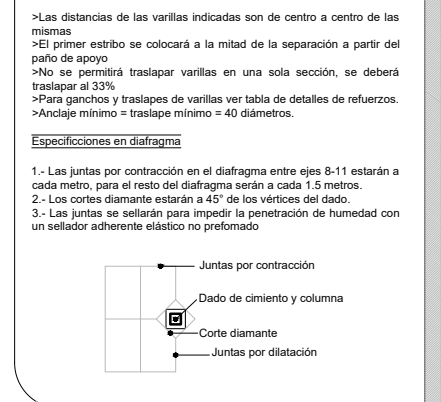 >Las distancias de las varillas indicadas son de centro a centro de las
mismas
>El primer estribo se colocará a la mitad de la separación a partir del
paño de apoyo
>No se permitirá traslapar varillas en una sola sección, se deberá
traslapar al 33%
>Para ganchos y traslapes de varillas ver tabla de detalles de refuerzos.
>Anclaje mínimo = traslape mínimo = 40 diámetros.
Especificciones en diafragma
1.- Las juntas por contracción en el diafragma entre ejes 8-11 estarán a
cada metro, para el resto del diafragma serán a cada 1.5 metros.
2.- Los cortes diamante estarán a 45° de los vértices del dado.
3.- Las juntas se sellarán para impedir la penetración de humedad con
un sellador adherente elástico no prefomado
Juntas por contracción
Dado de cimiento y columna
Corte diamante
Juntas por dilatación